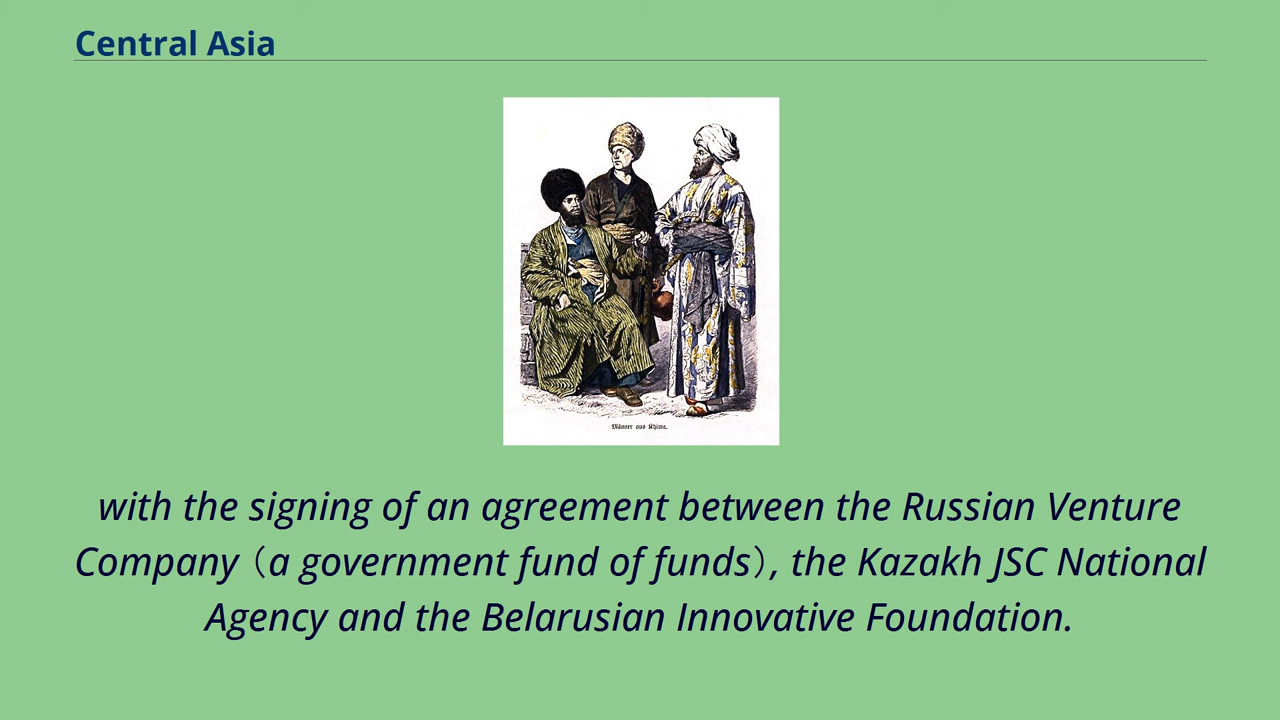 Central Asia
Männer aus Khiwa.
with the signing of an agreement between the Russian Venture
Company（a government fund of funds）, the Kazakh JSC National
Agency and the Belarusian Innovative Foundation.